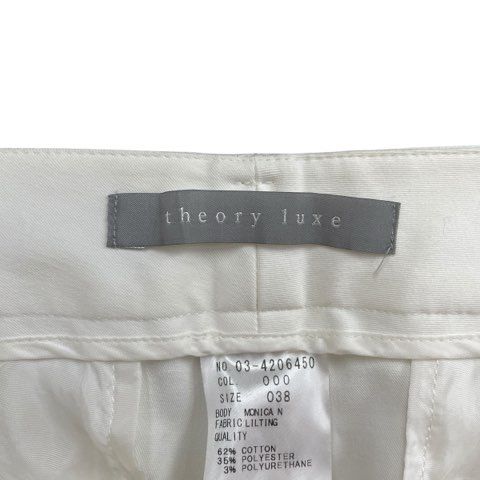 theory luxe
NO. 03-4206450
COL. 000
SIZE 038
BODY MONICA N
FABRIC LILTING
QUALITY
62% COTTON
35% POLYESTER
3% POLYURETHANE